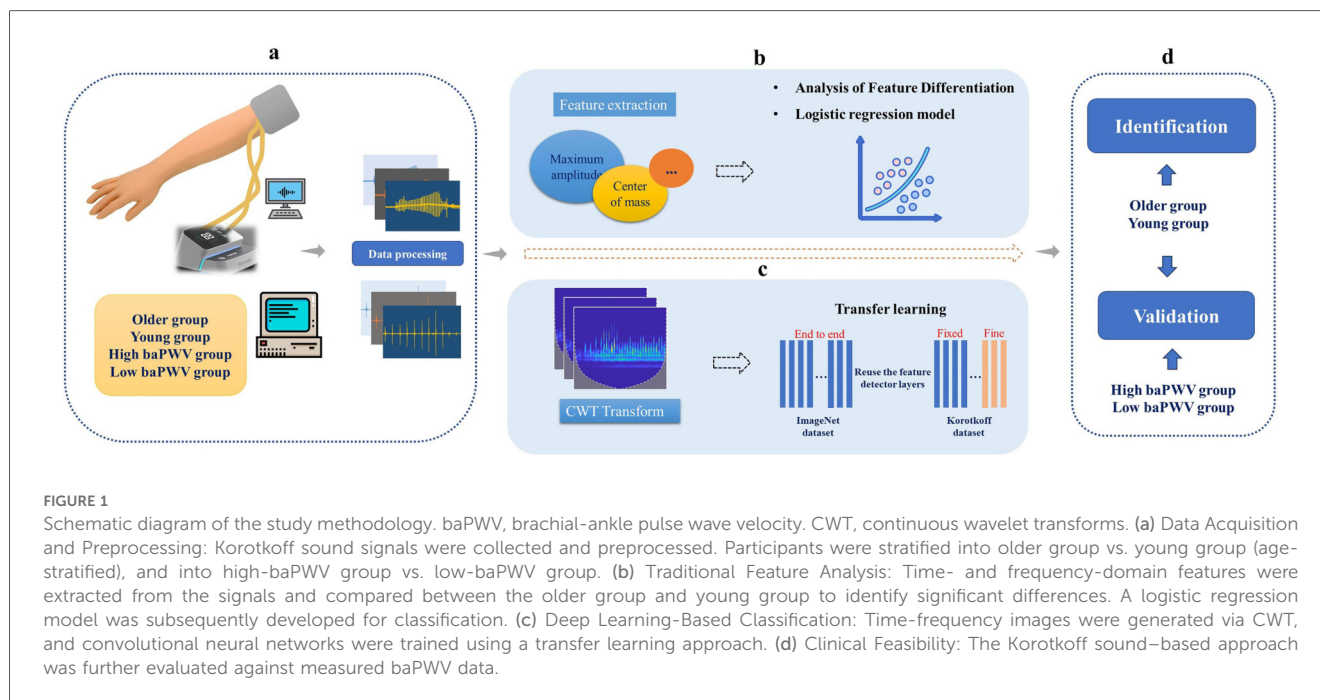 a
Data processing
Older group
Young group
High baPWV group
Low baPWV group
b
Feature extraction
Maximum
amplitude
Center
of mass
...
• Analysis of Feature Differentiation
• Logistic regression model
c
CWT Transform
Transfer learning
End to end
...
ImageNet
dataset
Reuse the feature
detector layers
Fixed
Fine
...
Korotkoff
dataset
d
Identification
Older group
Young group
Validation
High baPWV group
Low baPWV group
FIGURE 1
Schematic diagram of the study methodology. baPWV, brachial-ankle pulse wave velocity. CWT, continuous wavelet transforms. (a) Data Acquisition
and Preprocessing: Korotkoff sound signals were collected and preprocessed. Participants were stratified into older group vs. young group (age-
stratified), and into high-baPWV group vs. low-baPWV group. (b) Traditional Feature Analysis: Time- and frequency-domain features were
extracted from the signals and compared between the older group and young group to identify significant differences. A logistic regression
model was subsequently developed for classification. (c) Deep Learning-Based Classification: Time-frequency images were generated via CWT,
and convolutional neural networks were trained using a transfer learning approach. (d) Clinical Feasibility: The Korotkoff sound–based approach
was further evaluated against measured baPWV data.